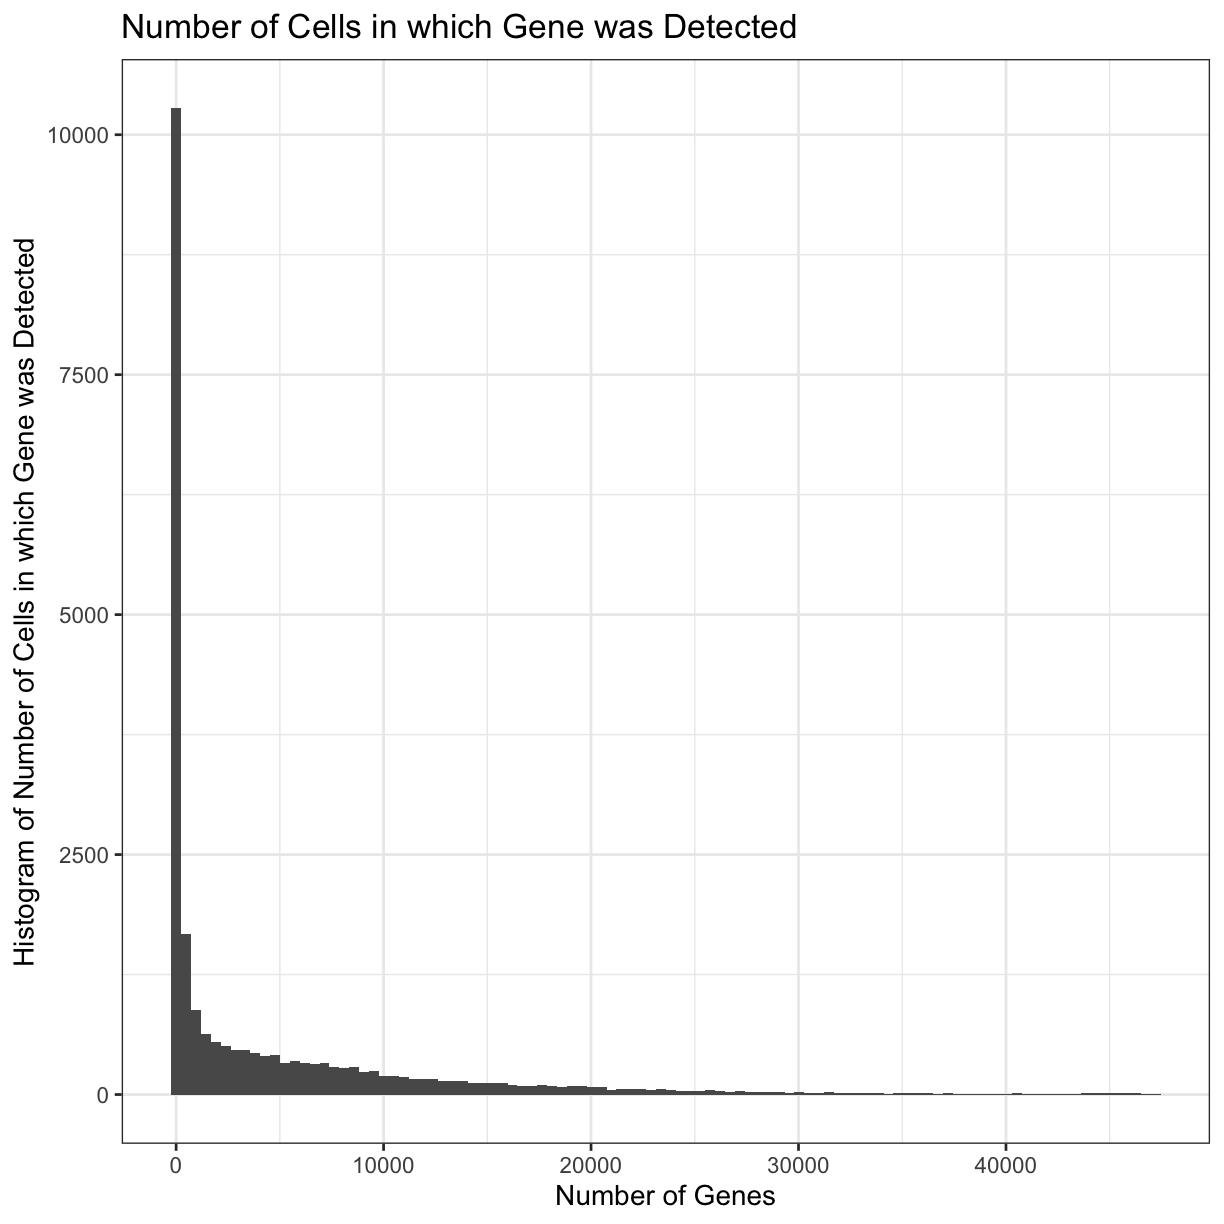 Number of Cells in which Gene was Detected
Histogram of Number of Cells in which Gene was Detected
10000
7500
5000
2500
0
0 10000 20000 30000 40000
Number of Genes